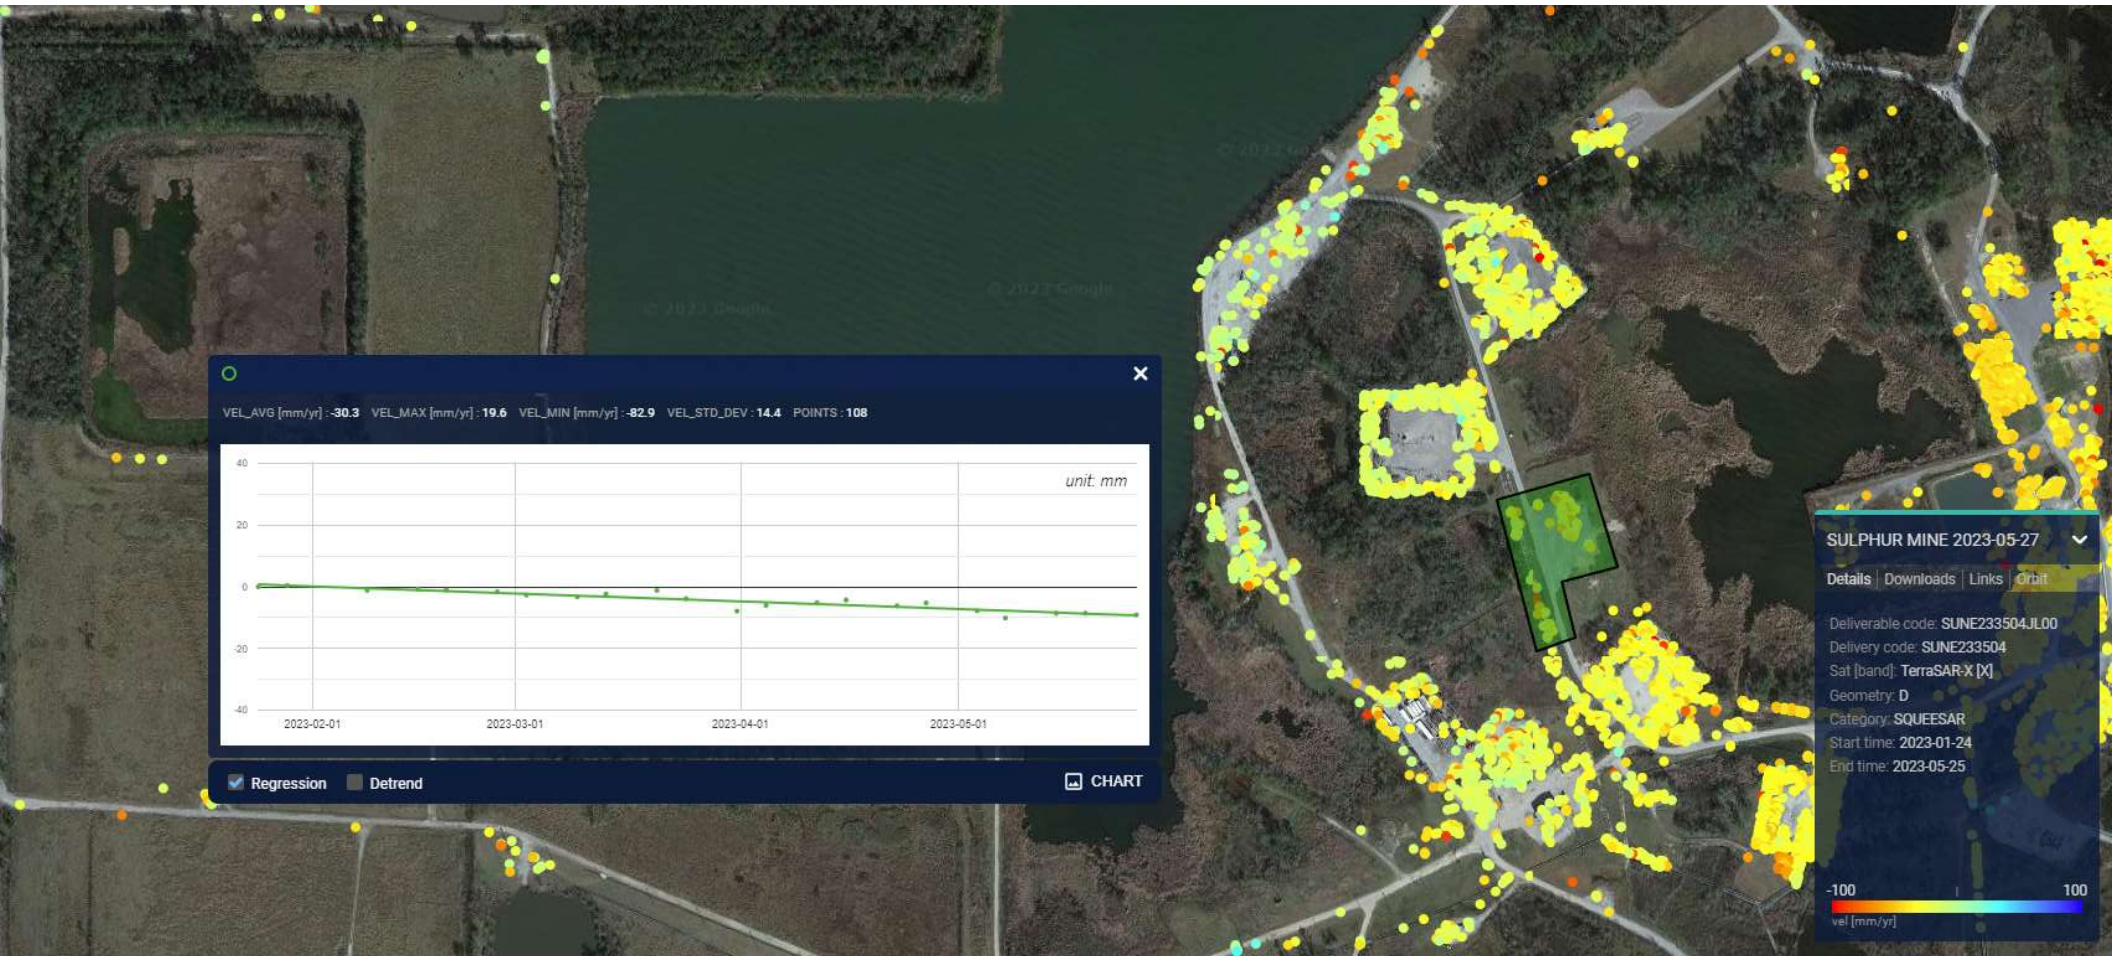 © 2023 Google
© 2023 Google
VEL_AVG [mm/yr] : -30.3 VEL_MAX [mm/yr] : 19.6 VEL_MIN [mm/yr] : -82.9 VEL_STD_DEV : 14.4 POINTS : 108
unit: mm
40
20
0
-20
-40
2023-02-01 2023-03-01 2023-04-01 2023-05-01
Regression Detrend CHART
SULPHUR MINE 2023-05-27
Details | Downloads | Links | Orbit
Deliverable code: SUNE233504JL00
Delivery code: SUNE233504
Sat [band]: TerraSAR-X [X]
Geometry: D
Category: SQUEESAR
Start time: 2023-01-24
End time: 2023-05-25
-100 100
vel [mm/yr]